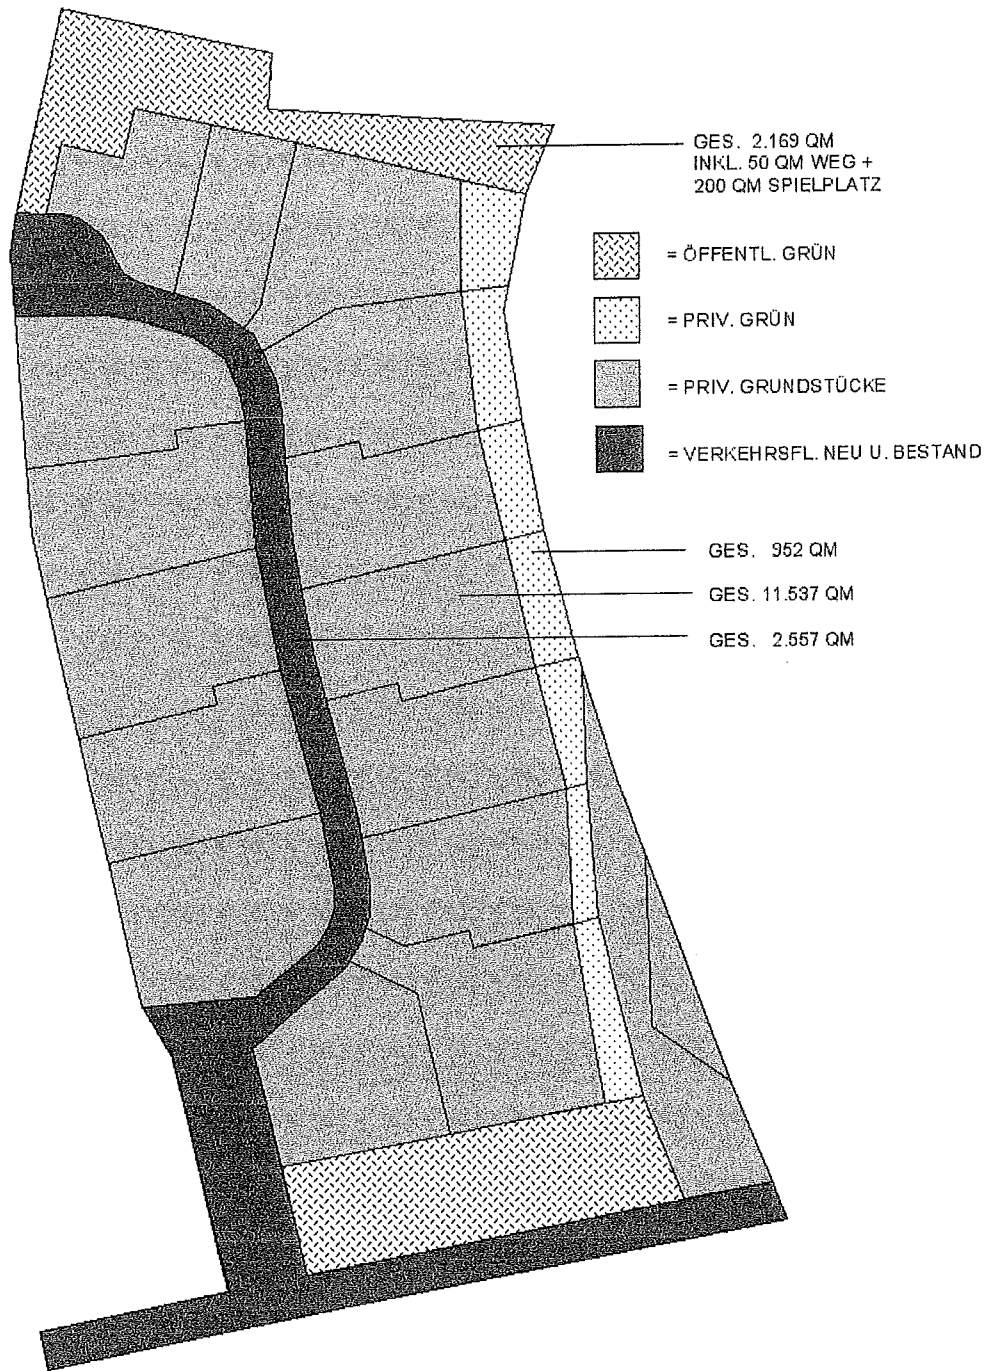 GES. 2.169 QM
INKL. 50 QM WEG +
200 QM SPIELPLATZ
= ÖFFENTL. GRÜN
= PRIV. GRÜN
= PRIV. GRUNDSTÜCKE
= VERKEHRSFL. NEU U. BESTAND
GES. 952 QM
GES. 11.537 QM
GES. 2.557 QM